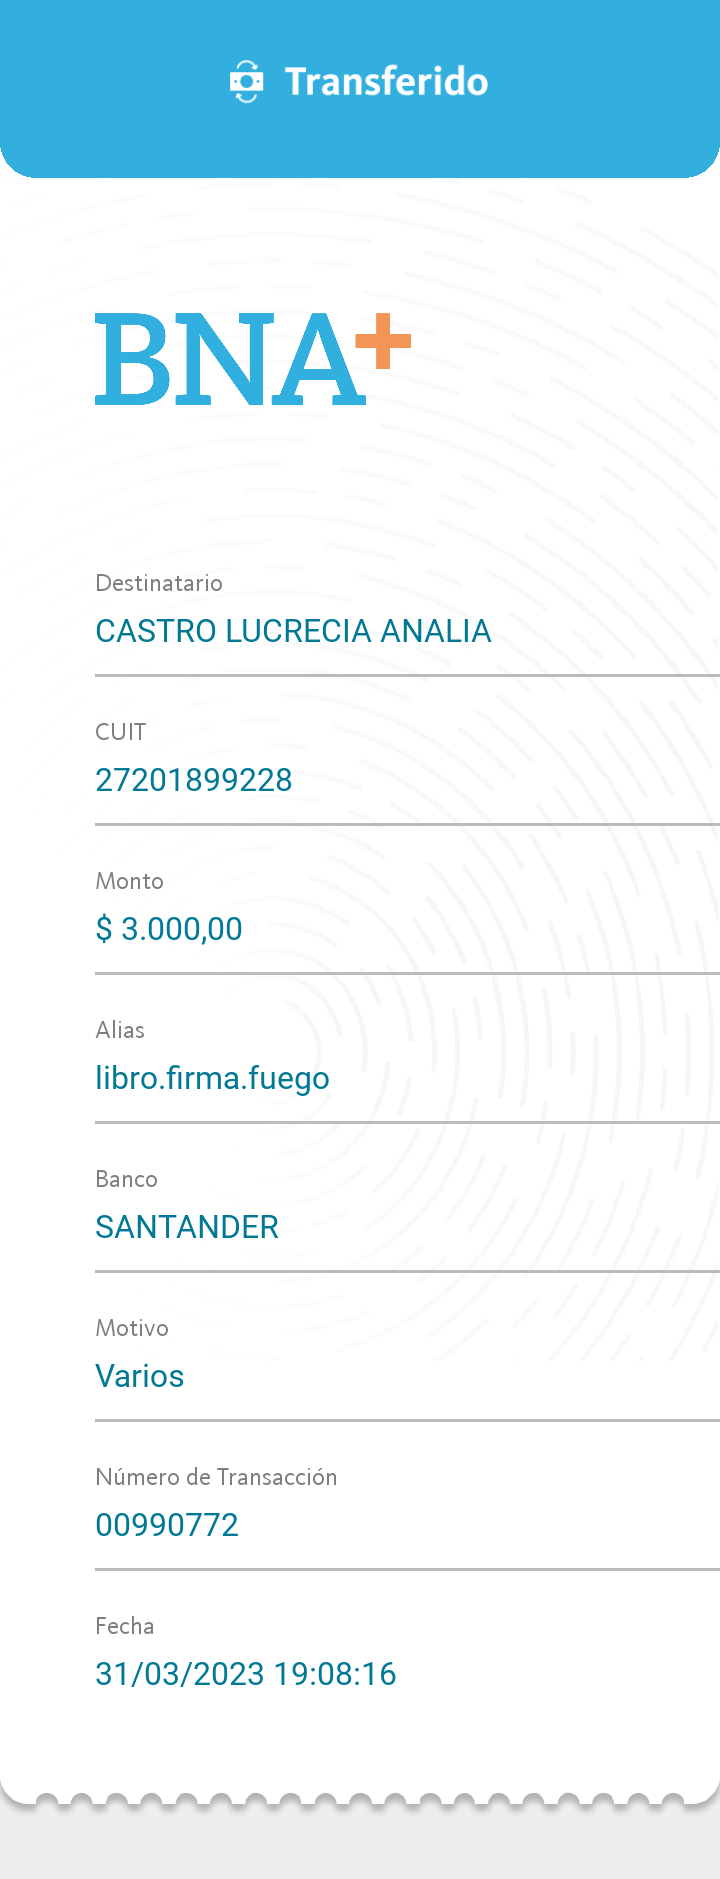 Transferido
BNA+
Destinatario
CASTRO LUCRECIA ANALIA
CUIT
27201899228
Monto
$ 3.000,00
Alias
libro.firma.fuego
Banco
SANTANDER
Motivo
Varios
Número de Transacción
00990772
Fecha
31/03/2023 19:08:16